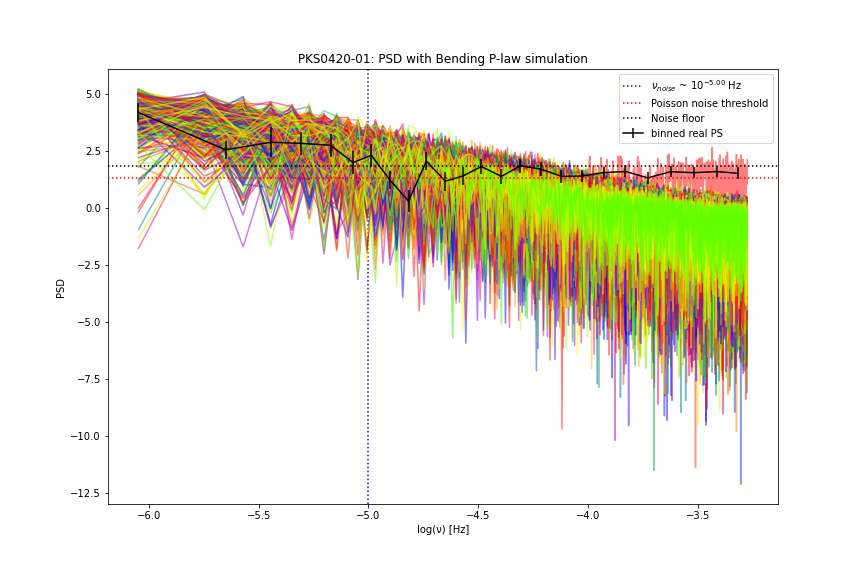 PKS0420-01: PSD with Bending P-law simulation
ν_noise ~ 10^−5.00 Hz
Poisson noise threshold
Noise floor
binned real PS
PSD
5.0
2.5
0.0
−2.5
−5.0
−7.5
−10.0
−12.5
−6.0 −5.5 −5.0 −4.5 −4.0 −3.5
log(ν) [Hz]